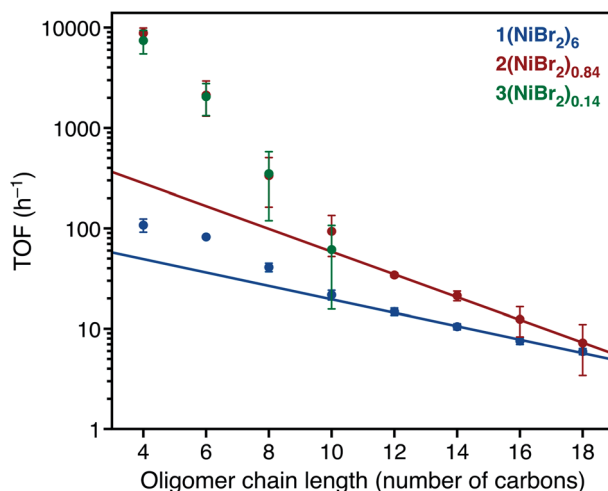 10000
1000
100
10
1
TOF (h⁻¹)
1(NiBr₂)₆
2(NiBr₂)₀.₈₄
3(NiBr₂)₀.₁₄
4 6 8 10 12 14 16 18
Oligomer chain length (number of carbons)